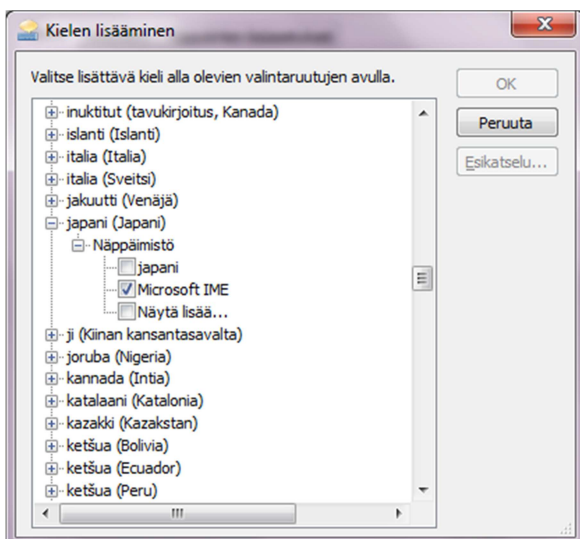 Kielen lisääminen
Valitse lisättävä kieli alla olevien valintaruutujen avulla.
OK
Peruuta
Esikatselu...
inuktitut (tavukirjoitus, Kanada)
islanti (Islanti)
italia (Italia)
italia (Sveitsi)
jakuutti (Venäjä)
japani (Japani)
Näppäimistö
japani
Microsoft IME
Näytä lisää...
ji (Kiinan kansantasavalta)
joruba (Nigeria)
kannada (Intia)
katalaani (Katalonia)
kazakki (Kazakstan)
ketšua (Bolivia)
ketšua (Ecuador)
ketšua (Peru)